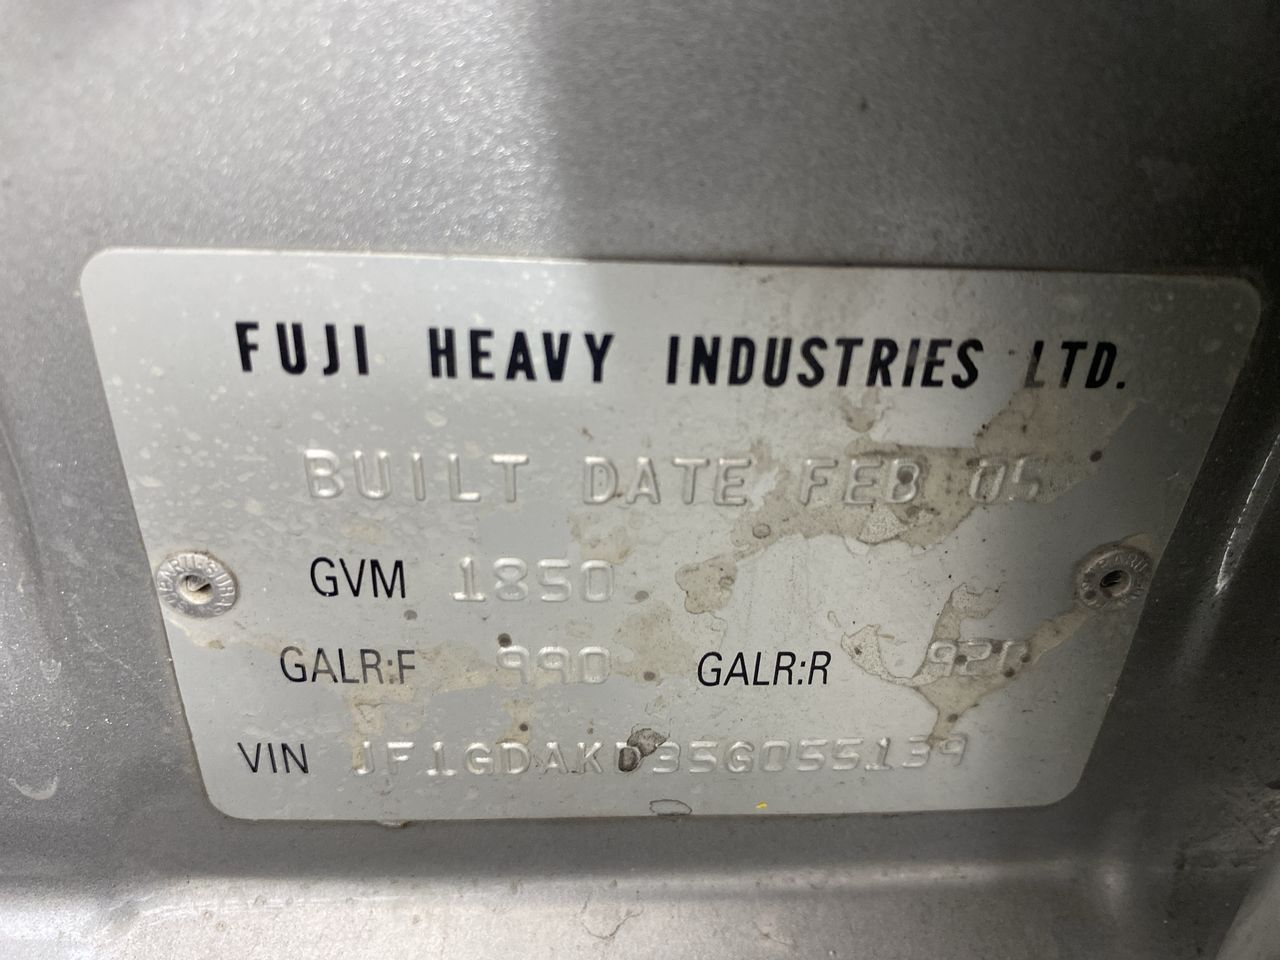 FUJI HEAVY INDUSTRIES LTD.
BUILT DATE FEB 05
GVM 1850
GALR:F 990 GALR:R 920
VIN JF1GDAKD35G055139